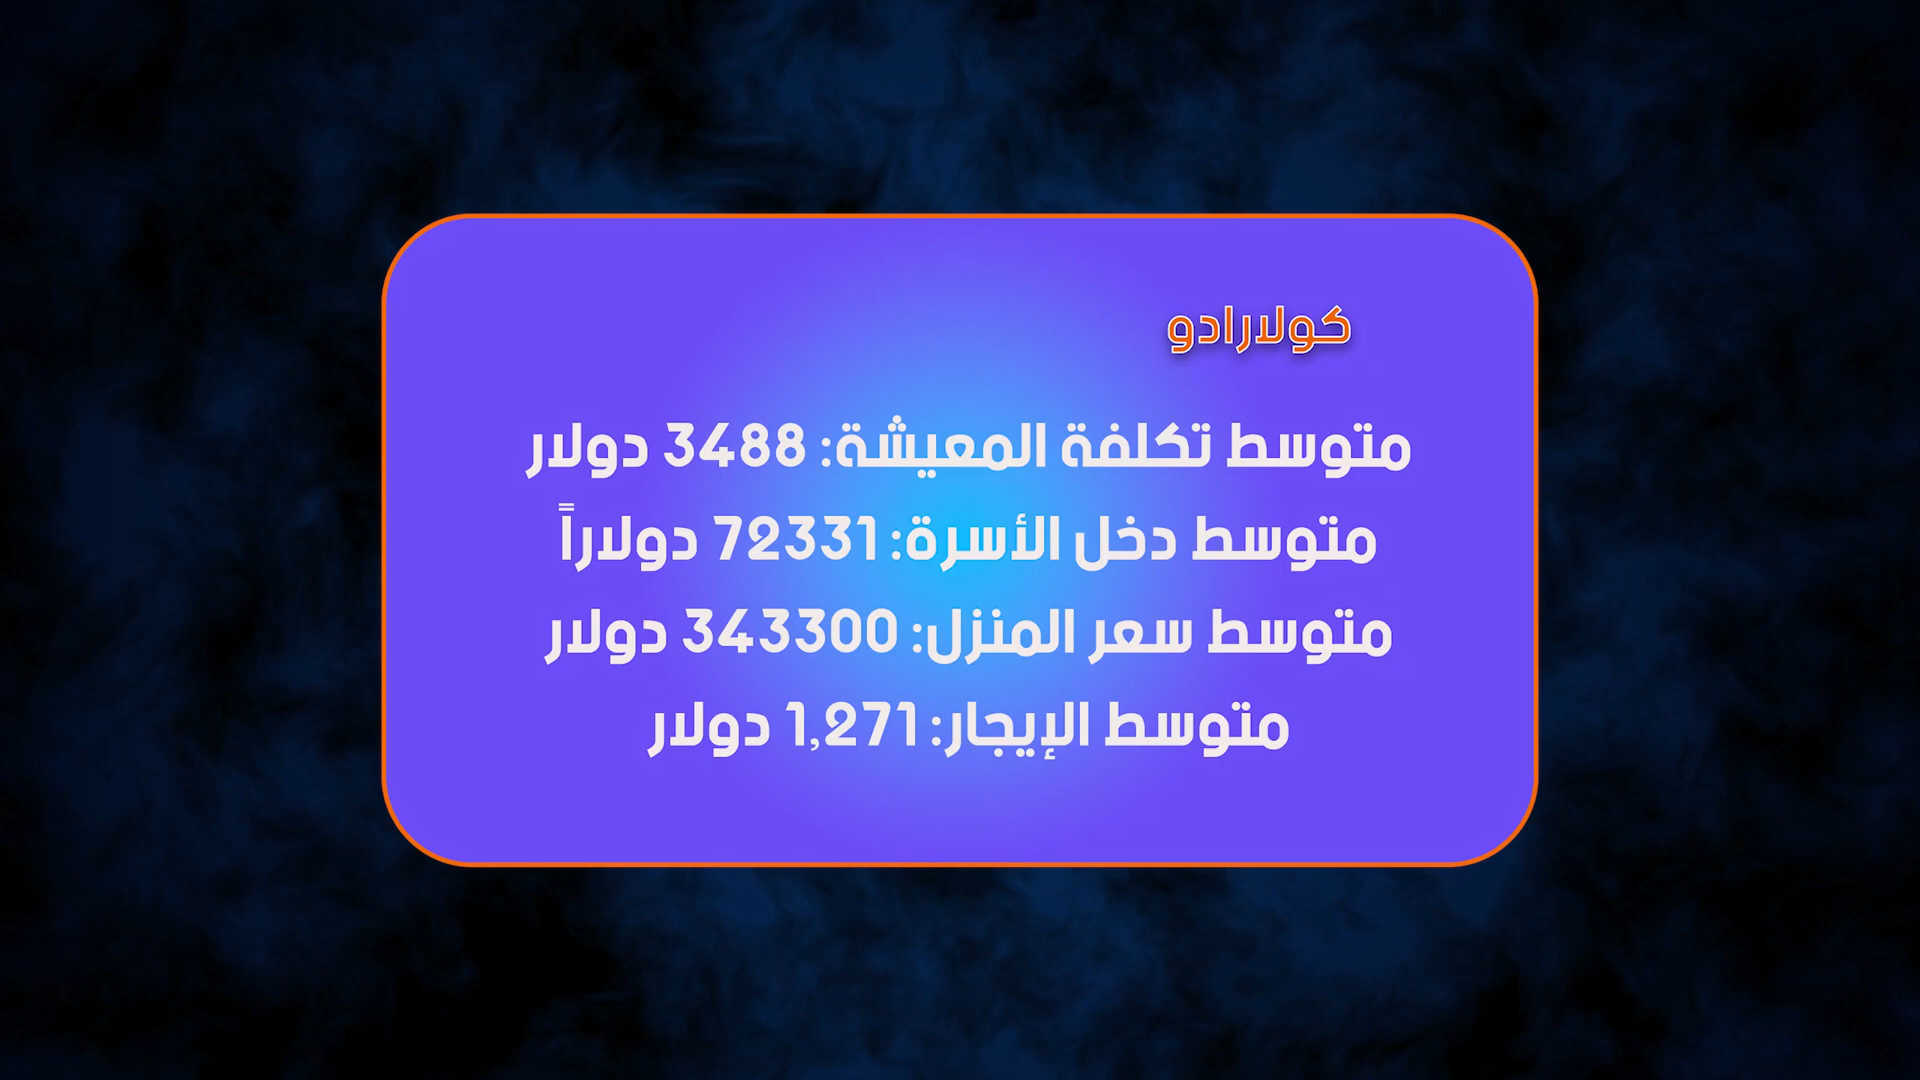 كولارادو
متوسط تكلفة المعيشة: 3488 دولار
متوسط دخل الأسرة: 72331 دولاراً
متوسط سعر المنزل: 343300 دولار
متوسط الإيجار: 1,271 دولار